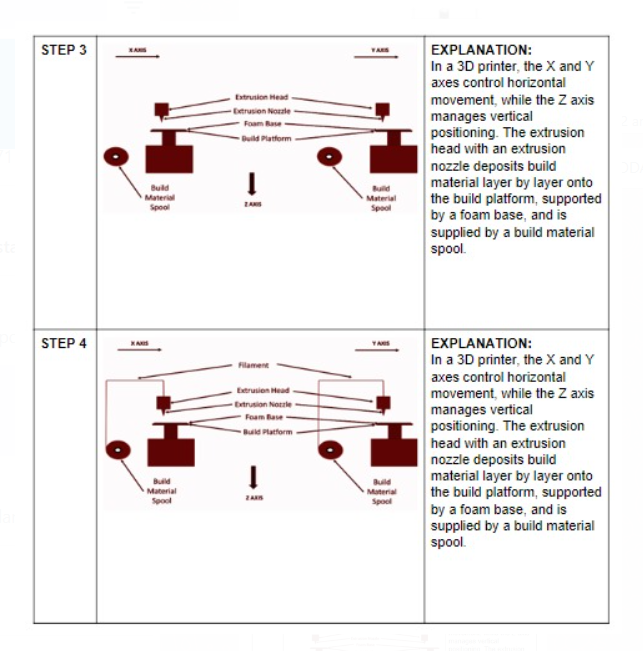 STEP 3
X AXIS
Y AXIS
Extrusion Head
Extrusion Nozzle
Foam Base
Build Platform
Build
Material
Spool
Z AXIS
Build
Material
Spool
EXPLANATION:
In a 3D printer, the X and Y
axes control horizontal
movement, while the Z axis
manages vertical
positioning. The extrusion
head with an extrusion
nozzle deposits build
material layer by layer onto
the build platform, supported
by a foam base, and is
supplied by a build material
spool.
STEP 4
X AXIS
Y AXIS
Filament
Extrusion Head
Extrusion Nozzle
Foam Base
Build Platform
Build
Material
Spool
Z AXIS
Build
Material
Spool
EXPLANATION:
In a 3D printer, the X and Y
axes control horizontal
movement, while the Z axis
manages vertical
positioning. The extrusion
head with an extrusion
nozzle deposits build
material layer by layer onto
the build platform, supported
by a foam base, and is
supplied by a build material
spool.